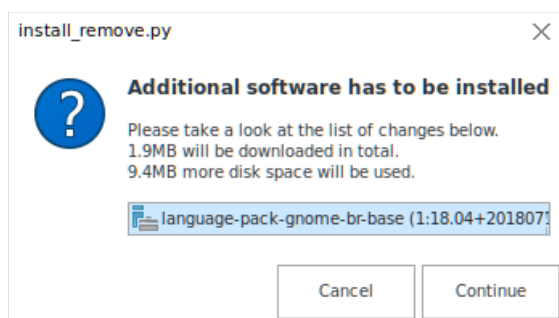 install_remove.py
Additional software has to be installed
Please take a look at the list of changes below.
1.9MB will be downloaded in total.
9.4MB more disk space will be used.
language-pack-gnome-br-base (1:18.04+2018071
Cancel
Continue